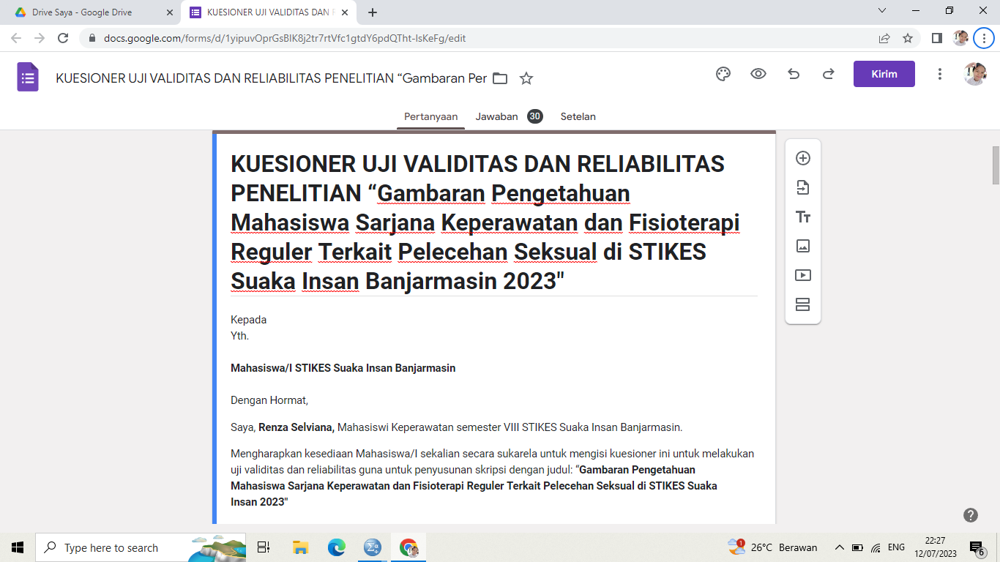 Drive Saya - Google Drive
KUESIONER UJI VALIDITAS DAN
docs.google.com/forms/d/1yipuvOprGsBlK8j2tr7rtVfc1gtdY6pdQTht-lsKeFg/edit
KUESIONER UJI VALIDITAS DAN RELIABILITAS PENELITIAN “Gambaran Per
Kirim
Pertanyaan Jawaban 30 Setelan
KUESIONER UJI VALIDITAS DAN RELIABILITAS
PENELITIAN “Gambaran Pengetahuan
Mahasiswa Sarjana Keperawatan dan Fisioterapi
Reguler Terkait Pelecehan Seksual di STIKES
Suaka Insan Banjarmasin 2023"
Kepada
Yth.
Mahasiswa/I STIKES Suaka Insan Banjarmasin
Dengan Hormat,
Saya, Renza Selviana, Mahasiswi Keperawatan semester VIII STIKES Suaka Insan Banjarmasin.
Mengharapkan kesediaan Mahasiswa/I sekalian secara sukarela untuk mengisi kuesioner ini untuk melakukan
uji validitas dan reliabilitas guna untuk penyusunan skripsi dengan judul: “Gambaran Pengetahuan
Mahasiswa Sarjana Keperawatan dan Fisioterapi Reguler Terkait Pelecehan Seksual di STIKES Suaka
Insan 2023"
Type here to search
1
26°C Berawan
ENG
22:27
12/07/2023
6